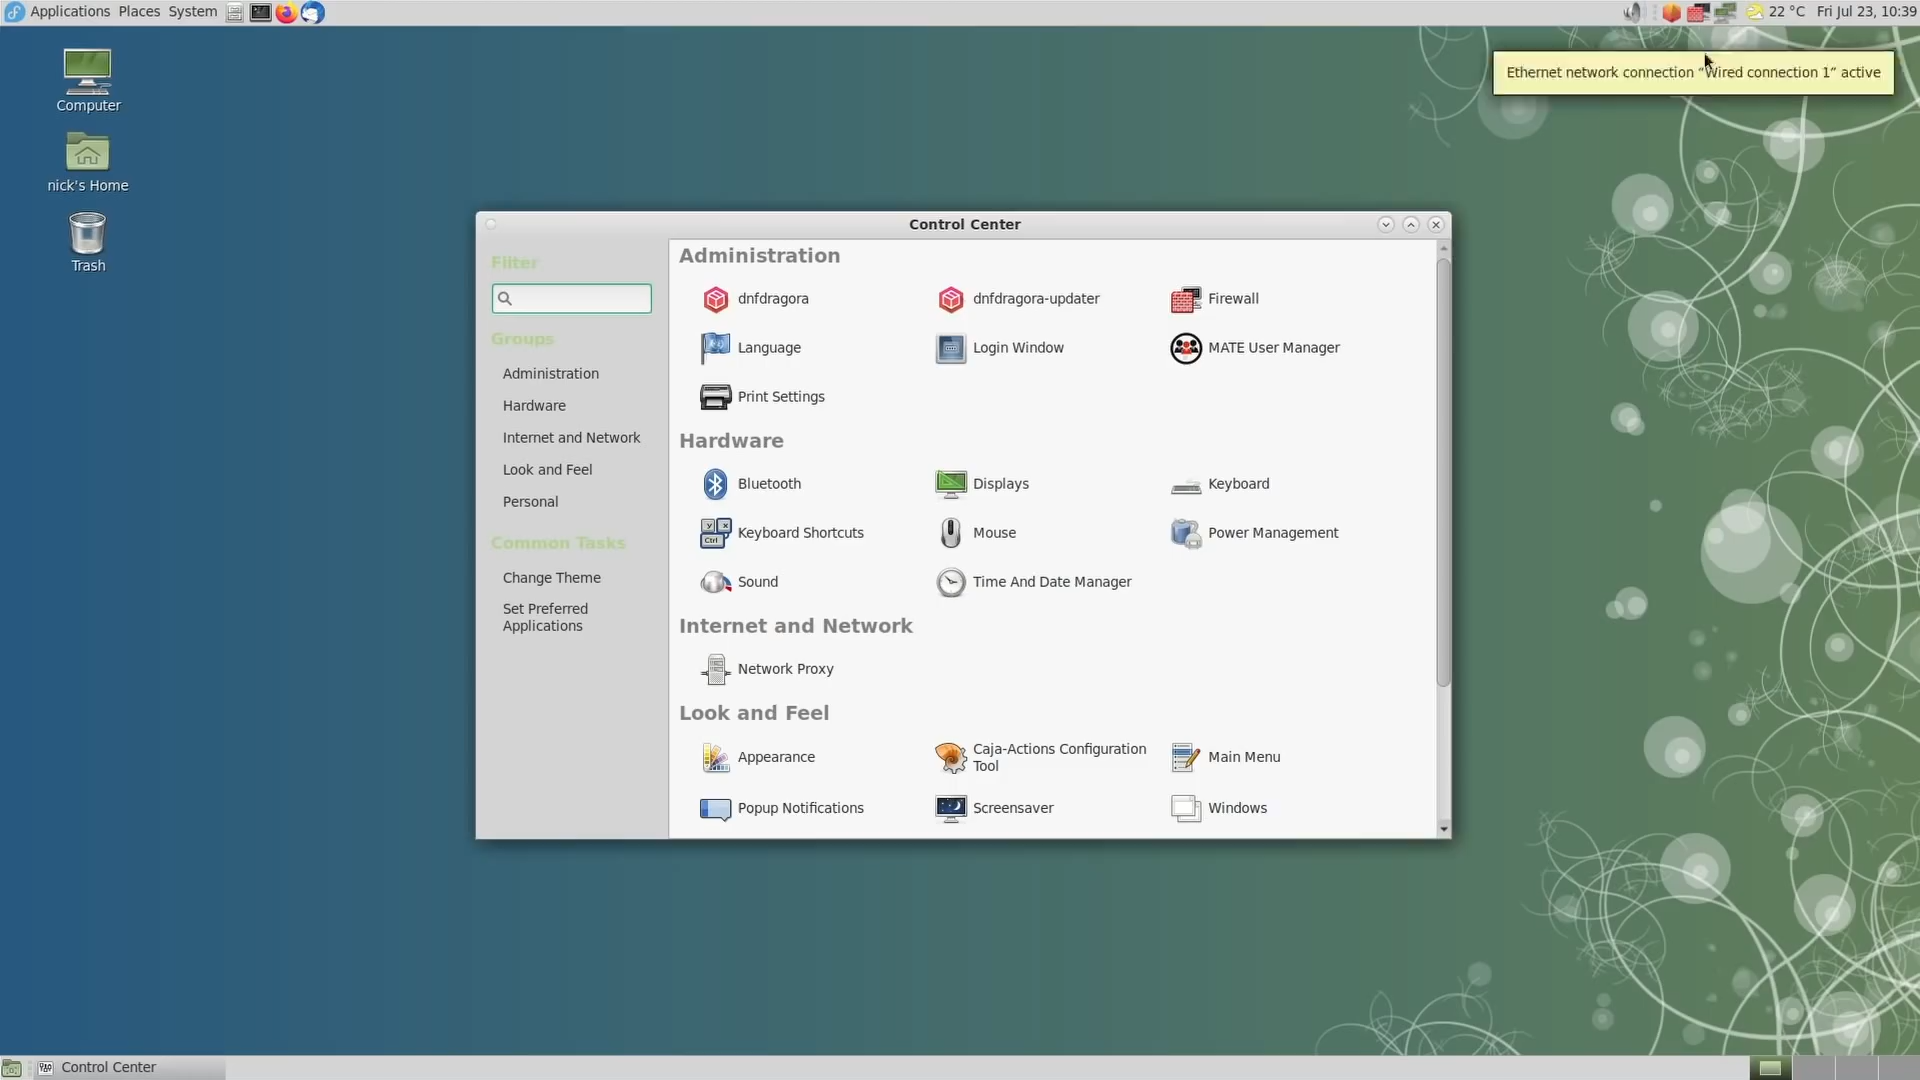 Applications Places System
22 °C Fri Jul 23, 10:39
Ethernet network connection “Wired connection 1” active
Computer
nick's Home
Trash
Control Center
Filter
Groups
Administration
Hardware
Internet and Network
Look and Feel
Personal
Common Tasks
Change Theme
Set Preferred
Applications
Administration
dnfdragora dnfdragora-updater Firewall
Language Login Window MATE User Manager
Print Settings
Hardware
Bluetooth Displays Keyboard
Keyboard Shortcuts Mouse Power Management
Sound Time And Date Manager
Internet and Network
Network Proxy
Look and Feel
Appearance Caja-Actions Configuration
Tool Main Menu
Popup Notifications Screensaver Windows
Control Center